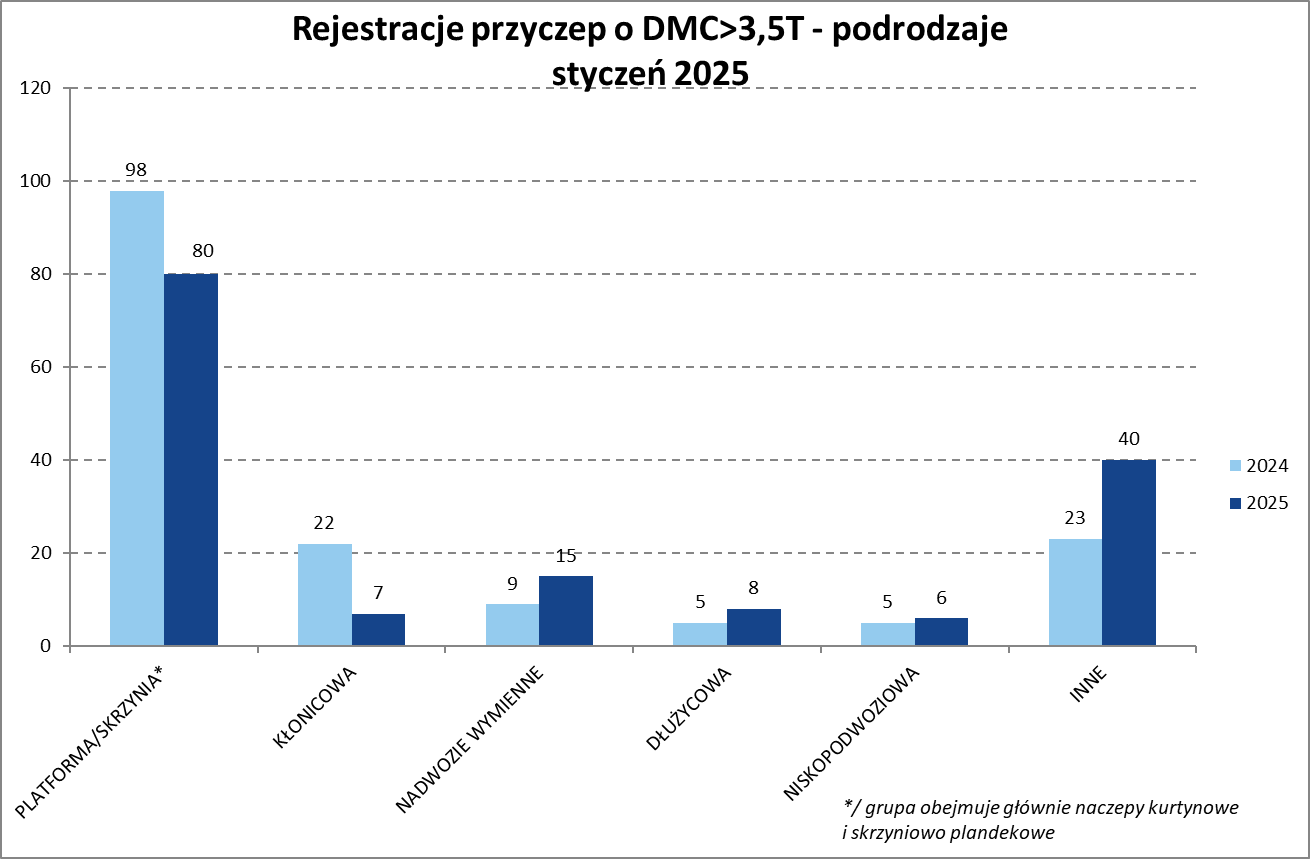 Rejestracje przyczep o DMC>3,5T - podrodzaje
styczeń 2025
120
100
80
60
40
20
0
98
80
22
7
9
15
5
8
5
6
23
40
PLATFORMA/SKRZYNIA*
KŁONICOWA
NADWOZIE WYMIENNE
DŁUŻYCOWA
NISKOPODWOZIOWA
INNE
2024
2025
*/ grupa obejmuje głównie naczepy kurtynowe
i skrzyniowo plandekowe